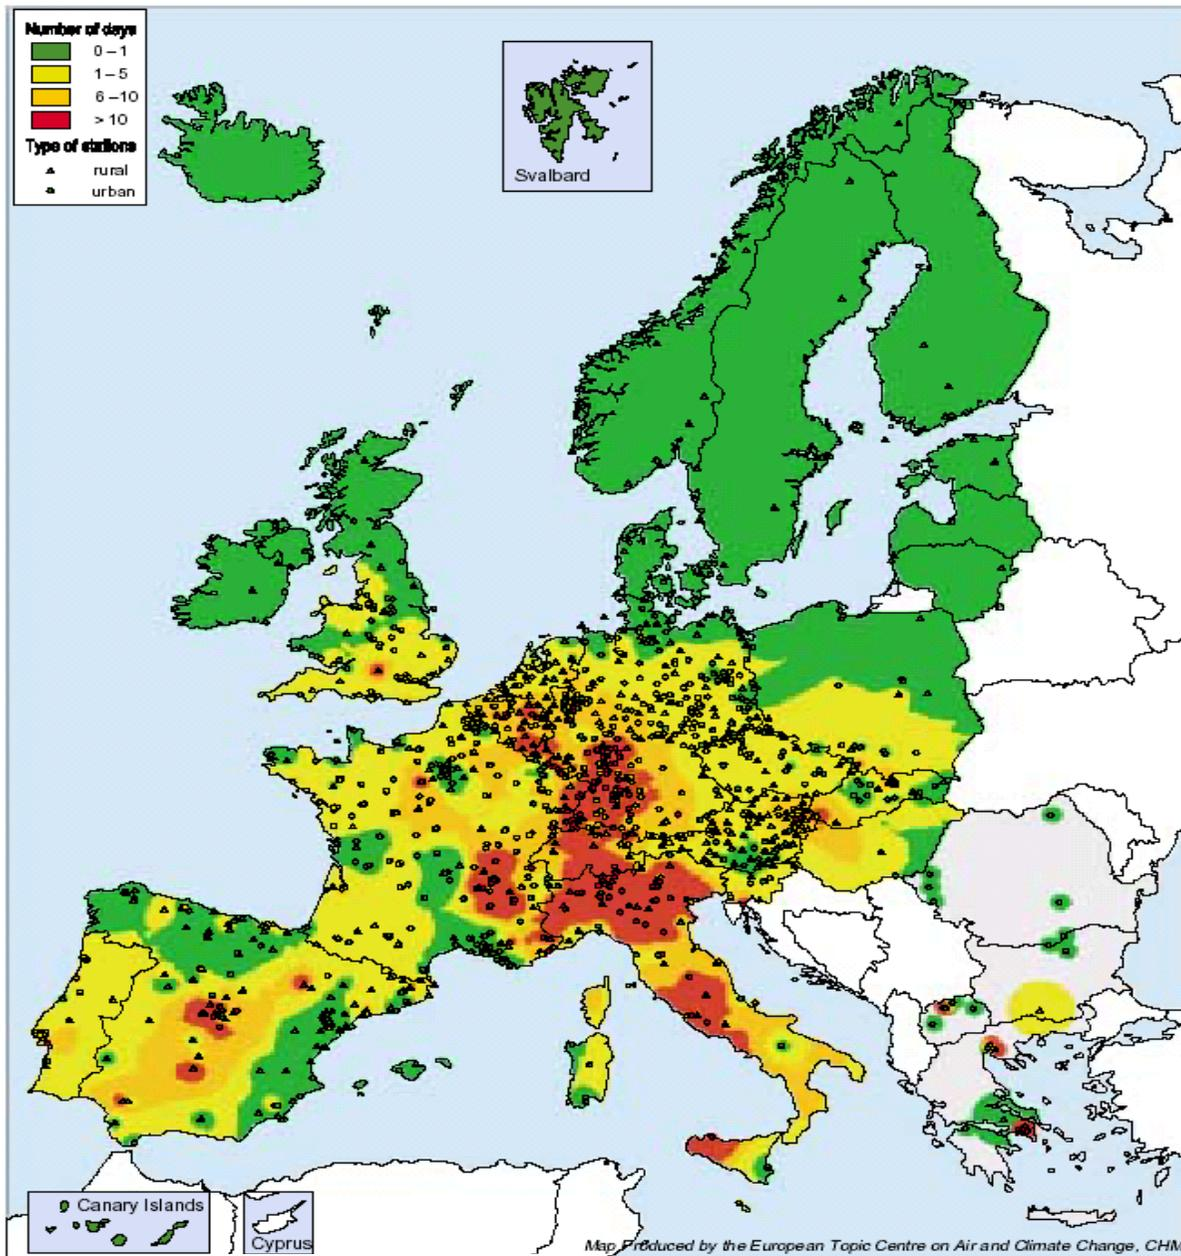 Number of days
0 – 1
1 – 5
6 – 10
> 10
Type of stations
rural
urban
Svalbard
Canary Islands
Cyprus
Map Produced by the European Topic Centre on Air and Climate Change, CHM